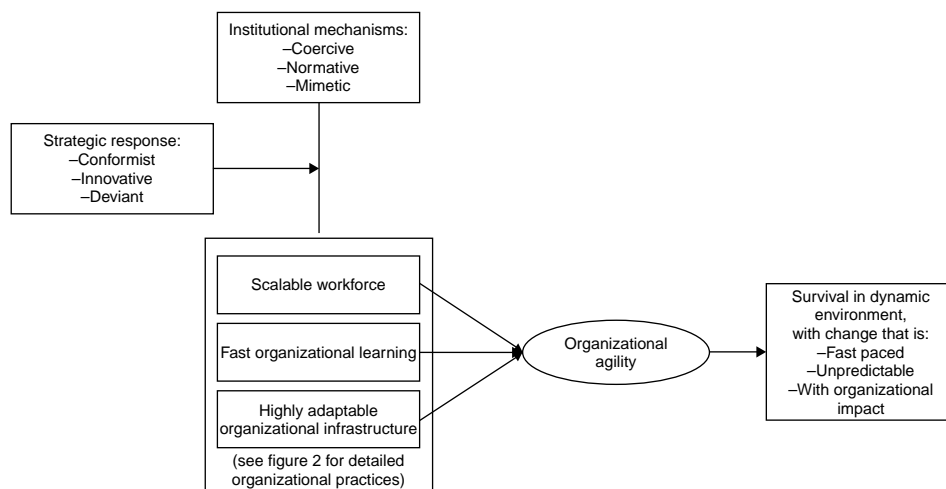 Institutional mechanisms:
–Coercive
–Normative
–Mimetic
Strategic response:
–Conformist
–Innovative
–Deviant
Scalable workforce
Fast organizational learning
Highly adaptable
organizational infrastructure
(see figure 2 for detailed
organizational practices)
Organizational
agility
Survival in dynamic
environment,
with change that is:
–Fast paced
–Unpredictable
–With organizational
impact